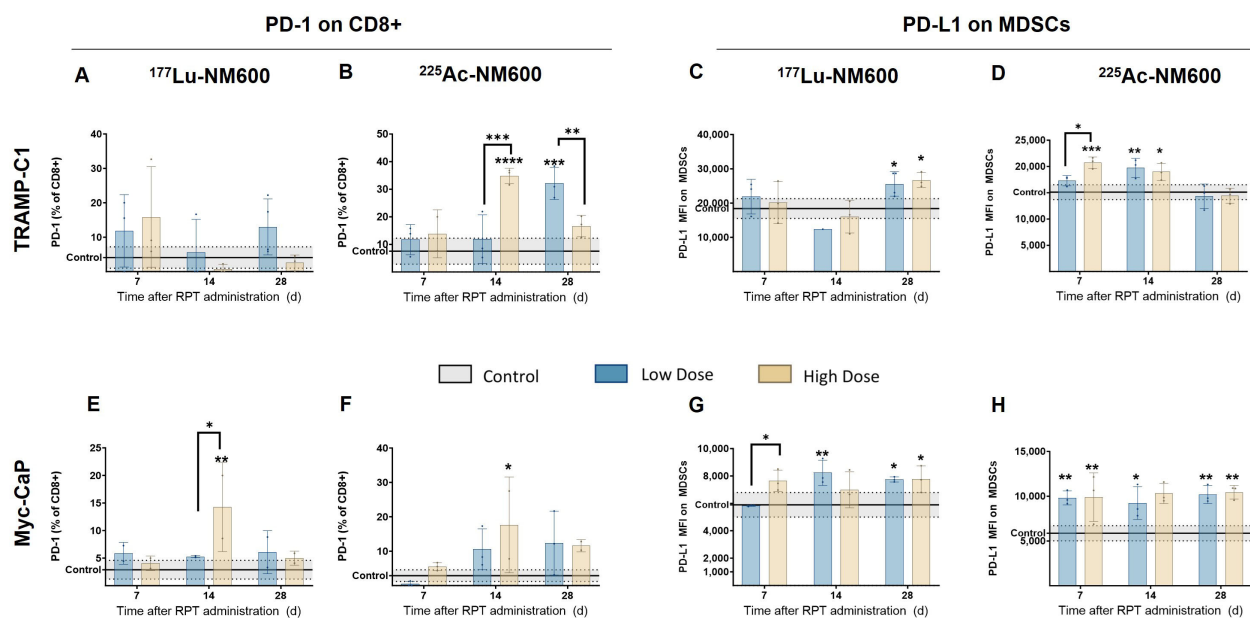 PD-1 on CD8+
PD-L1 on MDSCs
A
¹⁷⁷Lu-NM600
B
²²⁵Ac-NM600
C
¹⁷⁷Lu-NM600
D
²²⁵Ac-NM600
TRAMP-C1
PD-1 (% of CD8+)
40
30
20
10
Control
7
14
28
Time after RPT administration (d)
PD-1 (% of CD8+)
50
40
30
20
10
Control
***
****
***
**
7
14
28
Time after RPT administration (d)
PD-L1 MFI on MDSCs
40,000
30,000
20,000
Control
10,000
*
*
7
14
28
Time after RPT administration (d)
PD-L1 MFI on MDSCs
25,000
20,000
Control
15,000
10,000
5,000
*
***
**
*
7
14
28
Time after RPT administration (d)
Control
Low Dose
High Dose
Myc-CaP
E
PD-1 (% of CD8+)
25
20
15
10
5
Control
*
**
7
14
28
Time after RPT administration (d)
F
PD-1 (% of CD8+)
40
30
20
10
Control
*
7
14
28
Time after RPT administration (d)
G
PD-L1 MFI on MDSCs
10,000
8,000
Control
4,000
2,000
1,000
*
**
*
*
7
14
28
Time after RPT administration (d)
H
PD-L1 MFI on MDSCs
15,000
10,000
Control
5,000
**
**
*
**
**
7
14
28
Time after RPT administration (d)